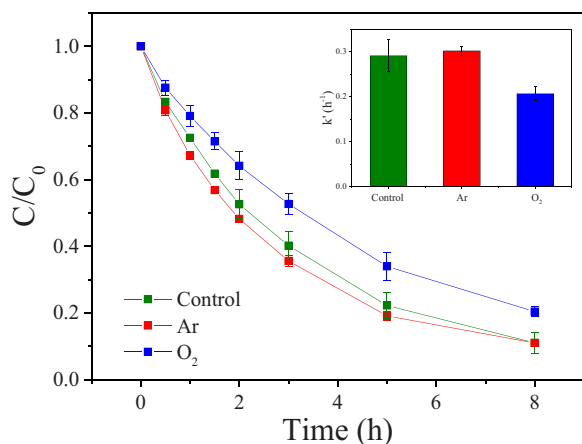 1.0
0.8
0.6
0.4
0.2
0.0
C/C₀
0 2 4 6 8
Time (h)
Control
Ar
O₂
0.3
0.2
0.1
0.0
k' (h⁻¹)
Control Ar O₂